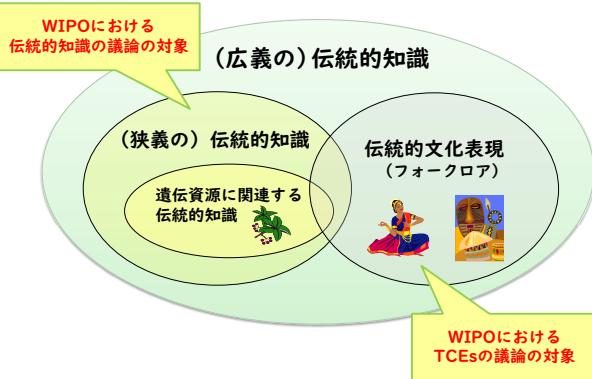 WIPOにおける
伝統的知識の議論の対象
（広義の）伝統的知識
（狭義の）伝統的知識
遺伝資源に関連する
伝統的知識
伝統的文化表現
（フォークロア）
WIPOにおける
TCEsの議論の対象